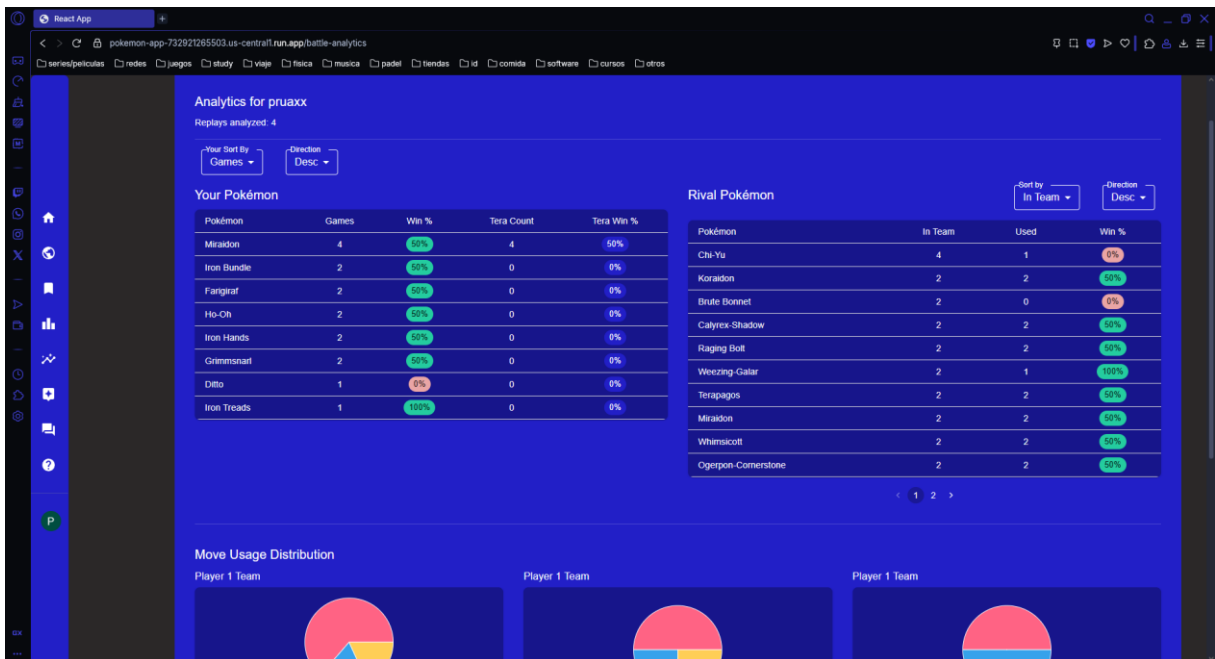 React App
pokemon-app-732921265503.us-central1.run.app/battle-analytics
series/peliculas redes juegos study viaje fisica musica padel tiendas id comida software cursos otros
Analytics for pruaxx
Replays analyzed: 4
Your Sort By Direction
Games Desc
Your Pokémon
Pokémon Games Win % Tera Count Tera Win %
Miraidon 4 50% 4 50%
Iron Bundle 2 50% 0 0%
Farigiraf 2 50% 0 0%
Ho-Oh 2 50% 0 0%
Iron Hands 2 50% 0 0%
Grimmsnarl 2 50% 0 0%
Ditto 1 0% 0 0%
Iron Treads 1 100% 0 0%
Rival Pokémon
Sort by Direction
In Team Desc
Pokémon In Team Used Win %
Chi-Yu 4 1 0%
Koraidon 2 2 50%
Brute Bonnet 2 0 0%
Calyrex-Shadow 2 2 50%
Raging Bolt 2 2 50%
Weezing-Galar 2 1 100%
Terapagos 2 2 50%
Miraidon 2 2 50%
Whimsicott 2 2 50%
Ogerpon-Cornerstone 2 2 50%
1 2
P
Move Usage Distribution
Player 1 Team Player 1 Team Player 1 Team
GX